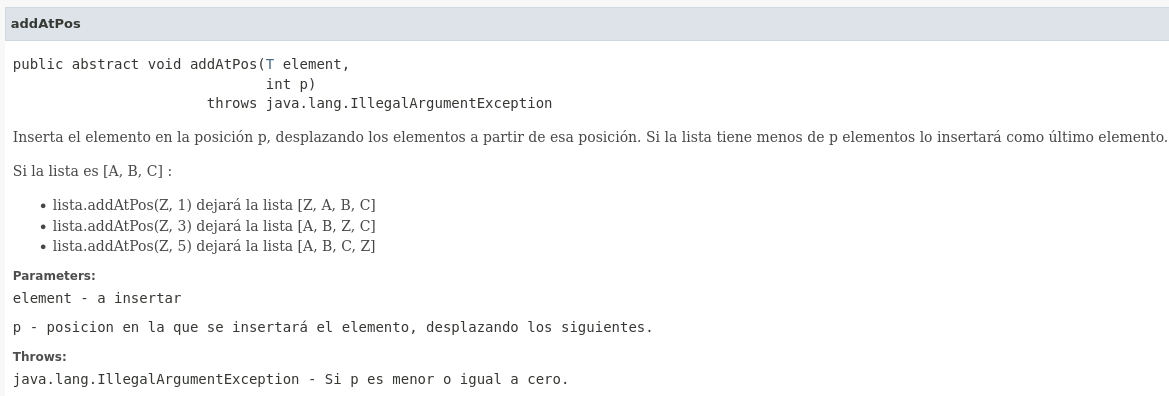 addAtPos
public abstract void addAtPos(T element,
int p)
throws java.lang.IllegalArgumentException
Inserta el elemento en la posición p, desplazando los elementos a partir de esa posición. Si la lista tiene menos de p elementos lo insertará como último elemento.
Si la lista es [A, B, C] :
• lista.addAtPos(Z, 1) dejará la lista [Z, A, B, C]
• lista.addAtPos(Z, 3) dejará la lista [A, B, Z, C]
• lista.addAtPos(Z, 5) dejará la lista [A, B, C, Z]
Parameters:
element - a insertar
p - posicion en la que se insertará el elemento, desplazando los siguientes.
Throws:
java.lang.IllegalArgumentException - Si p es menor o igual a cero.